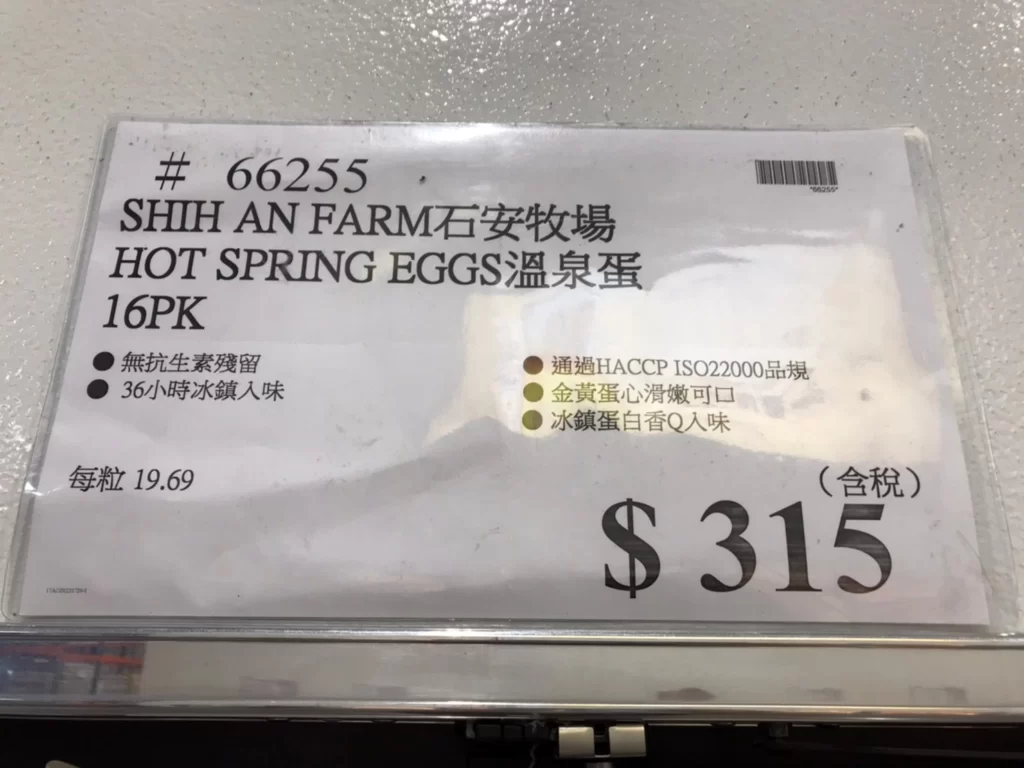 # 66255
*66255*
SHIH AN FARM石安牧場
HOT SPRING EGGS溫泉蛋
16PK
● 無抗生素殘留
● 36小時冰鎮入味
● 通過HACCP ISO22000品規
● 金黃蛋心滑嫩可口
● 冰鎮蛋白香Q入味
每粒 19.69
（含稅）
$ 315